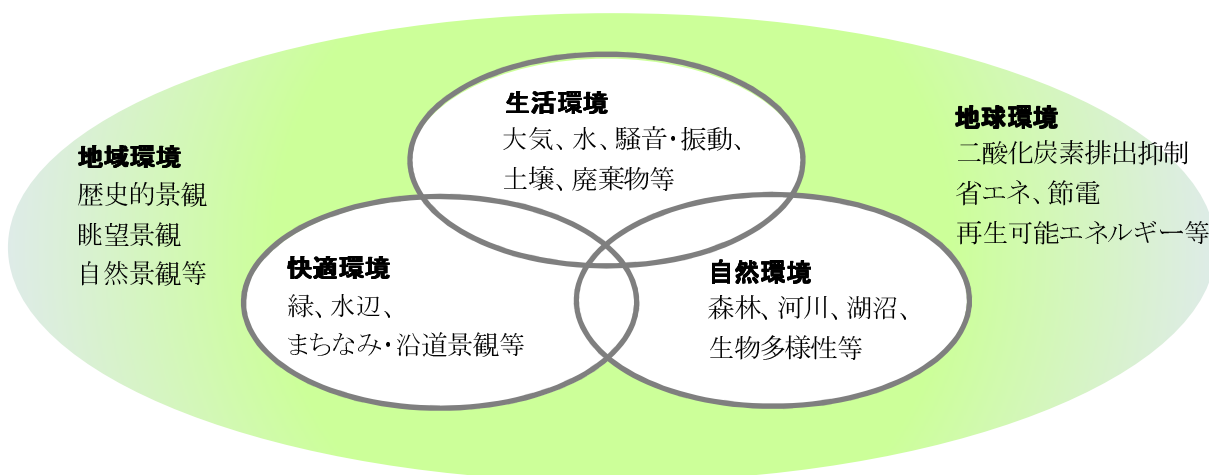 生活環境
大気、水、騒音・振動、
土壌、廃棄物等
地球環境
二酸化炭素排出抑制
省エネ、節電
再生可能エネルギー等
地域環境
歴史的景観
眺望景観
自然景観等
快適環境
緑、水辺、
まちなみ・沿道景観等
自然環境
森林、河川、湖沼、
生物多様性等